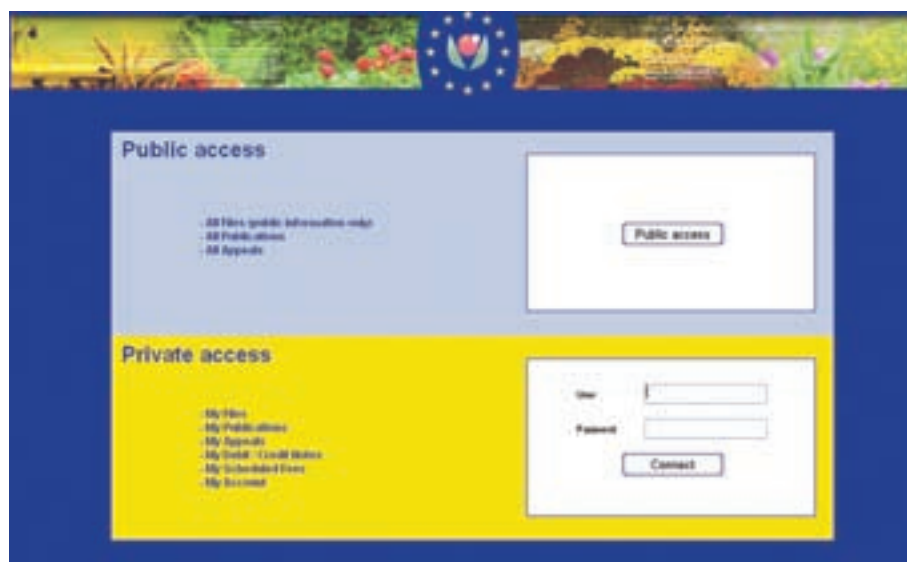 Public access
- All Files (public information only)
- All Publications
- All Appeals
Public access
Private access
- My Files
- My Publications
- My Appeals
- My Debit / Credit Notes
- My Scheduled Fees
- My Account
User
Password
Connect